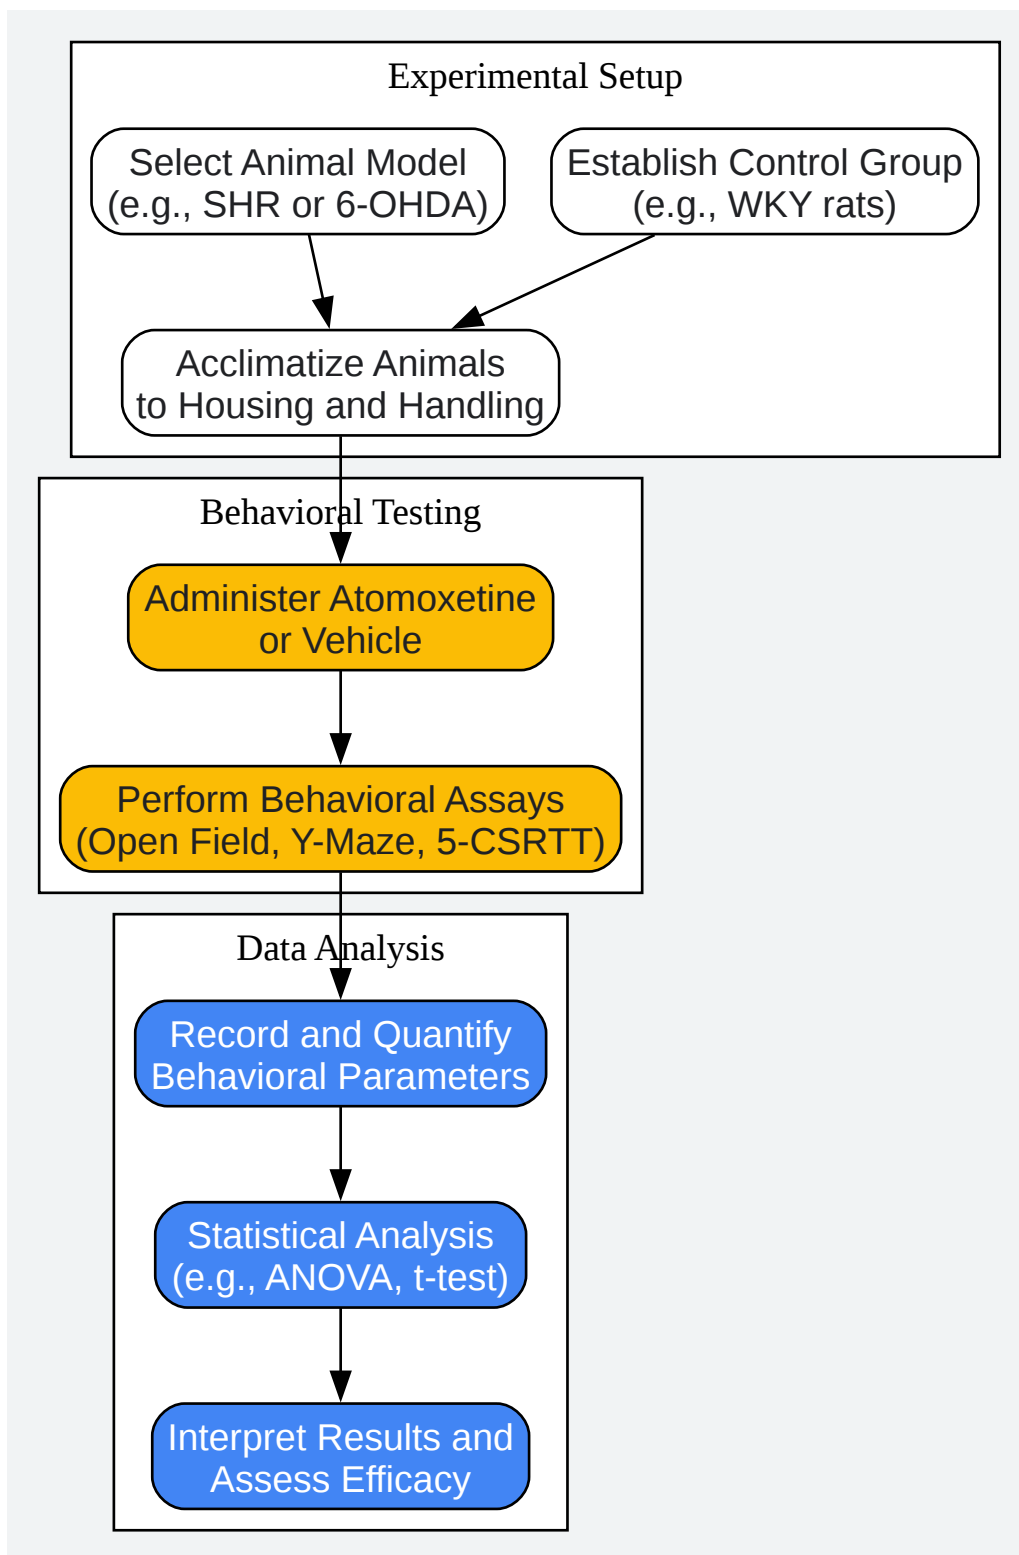 Experimental Setup
Select Animal Model
(e.g., SHR or 6-OHDA)
Establish Control Group
(e.g., WKY rats)
Acclimatize Animals
to Housing and Handling
Behavioral Testing
Administer Atomoxetine
or Vehicle
Perform Behavioral Assays
(Open Field, Y-Maze, 5-CSRTT)
Data Analysis
Record and Quantify
Behavioral Parameters
Statistical Analysis
(e.g., ANOVA, t-test)
Interpret Results and
Assess Efficacy